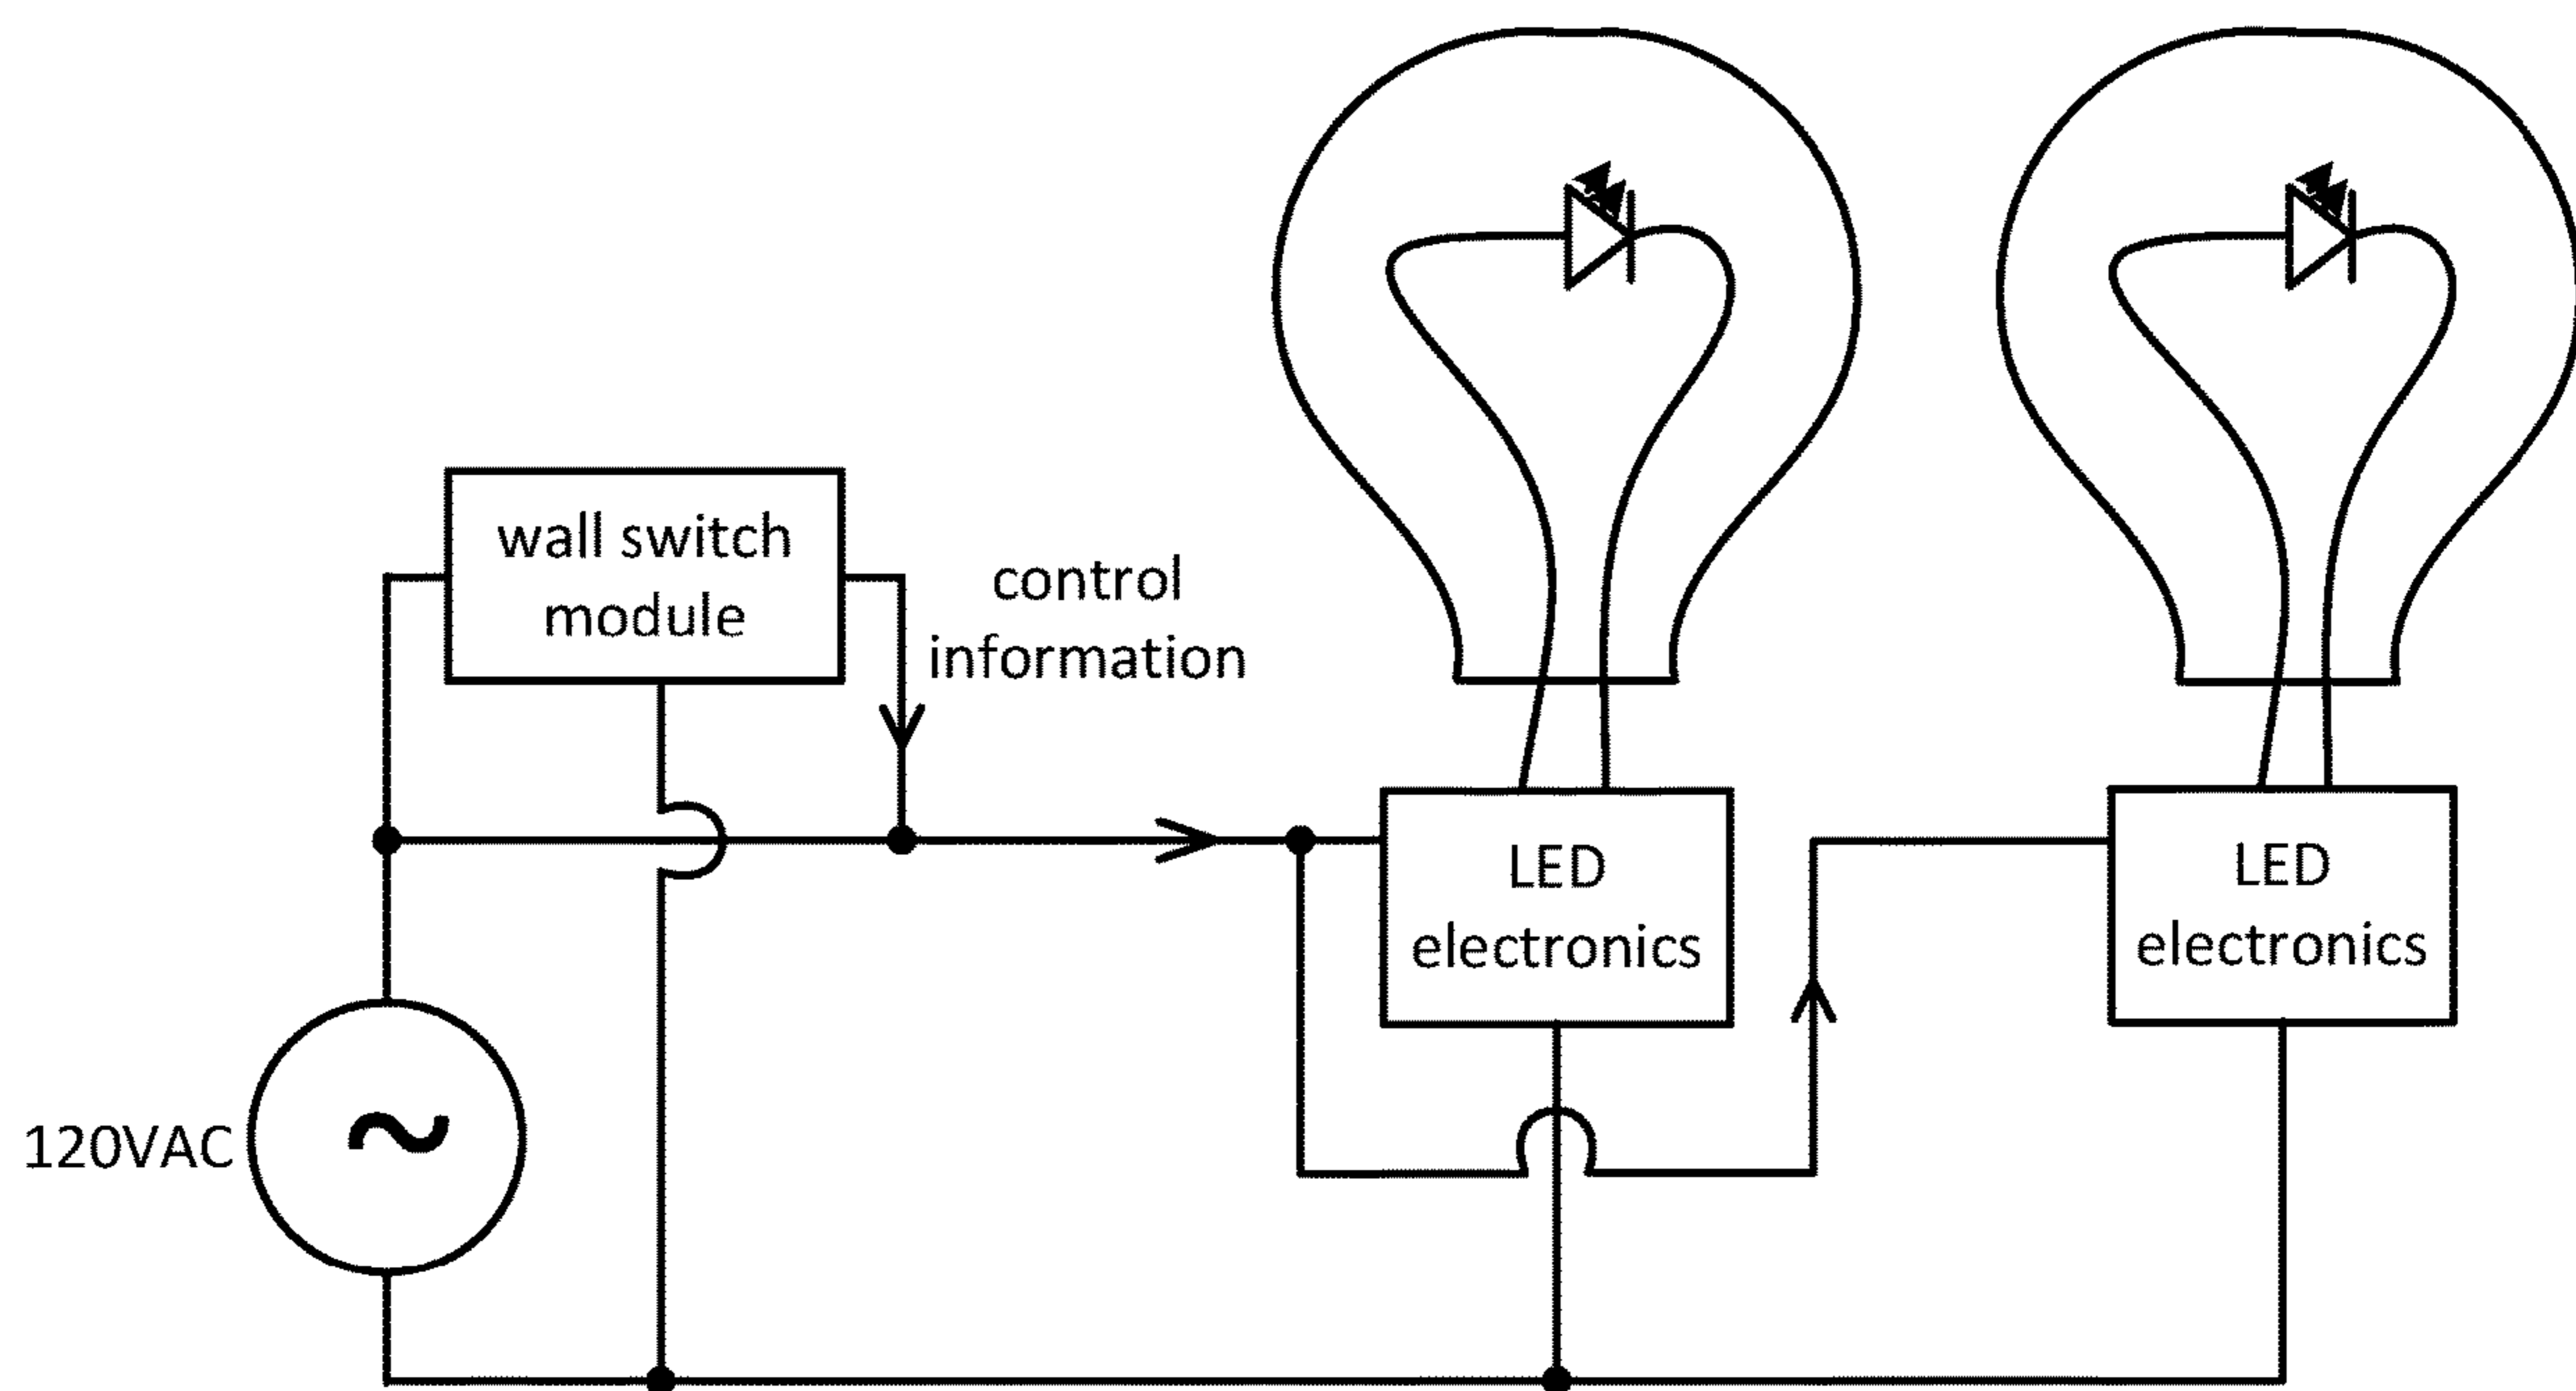 wall switch
module
control
information
LED
electronics
LED
electronics
120VAC